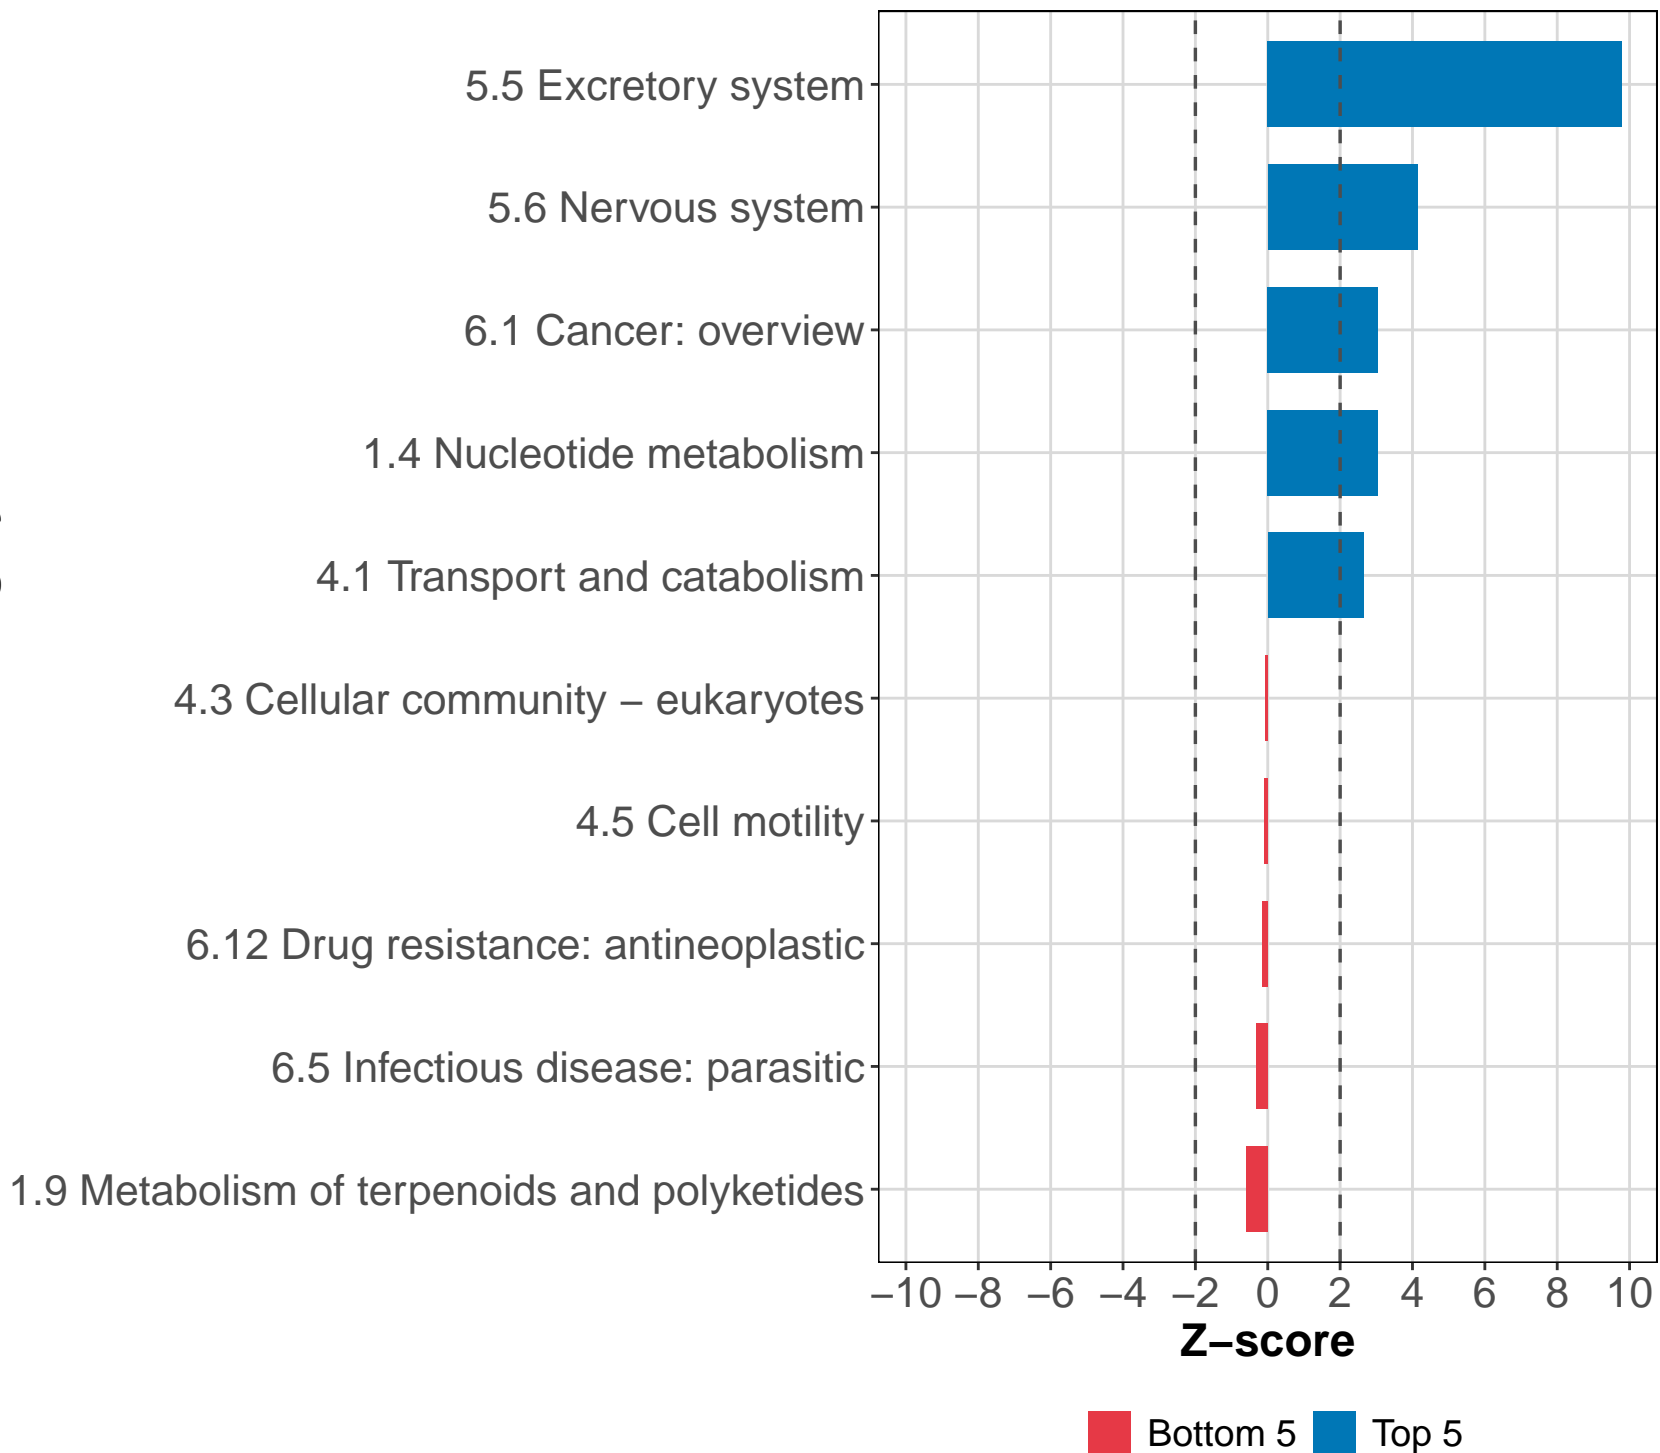 5.5 Excretory system
5.6 Nervous system
6.1 Cancer: overview
1.4 Nucleotide metabolism
4.1 Transport and catabolism
4.3 Cellular community – eukaryotes
4.5 Cell motility
6.12 Drug resistance: antineoplastic
6.5 Infectious disease: parasitic
1.9 Metabolism of terpenoids and polyketides
−10 −8 −6 −4 −2 0 2 4 6 8 10
Z−score
Bottom 5 Top 5